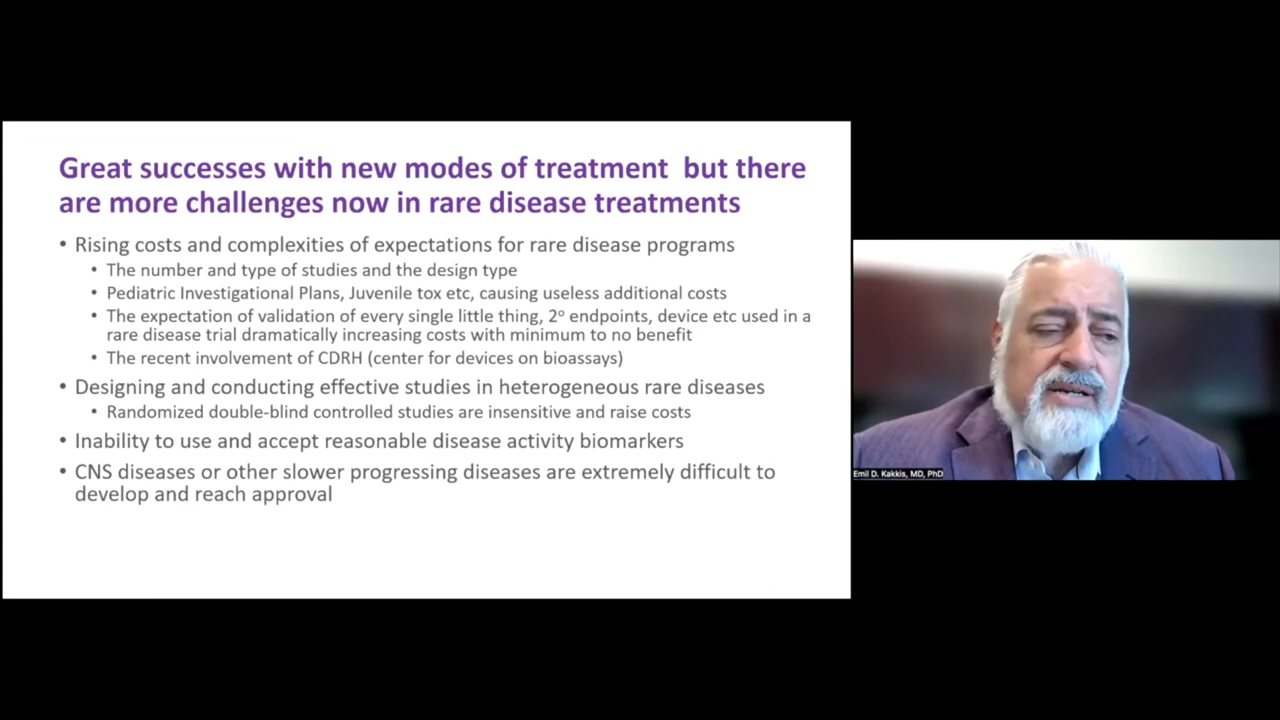 Great successes with new modes of treatment  but there
are more challenges now in rare disease treatments
• Rising costs and complexities of expectations for rare disease programs
• The number and type of studies and the design type
• Pediatric Investigational Plans, Juvenile tox etc, causing useless additional costs
• The expectation of validation of every single little thing, 2° endpoints, device etc used in a
rare disease trial dramatically increasing costs with minimum to no benefit
• The recent involvement of CDRH (center for devices on bioassays)
• Designing and conducting effective studies in heterogeneous rare diseases
• Randomized double-blind controlled studies are insensitive and raise costs
• Inability to use and accept reasonable disease activity biomarkers
• CNS diseases or other slower progressing diseases are extremely difficult to
develop and reach approval
Emil D. Kakkis, MD, PhD